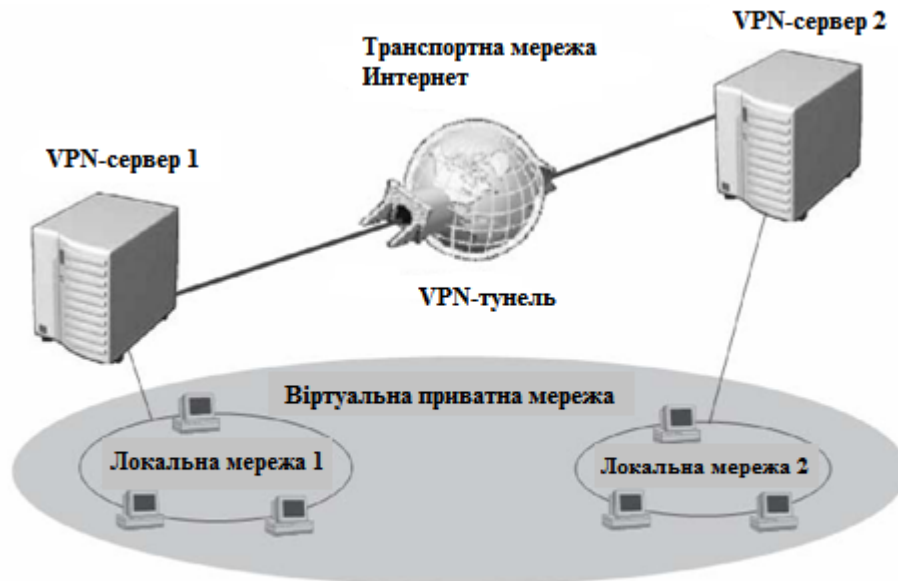 VPN-сервер 2
Транспортна мережа
Интернет
VPN-сервер 1
VPN-тунель
Віртуальна приватна мережа
Локальна мережа 1
Локальна мережа 2